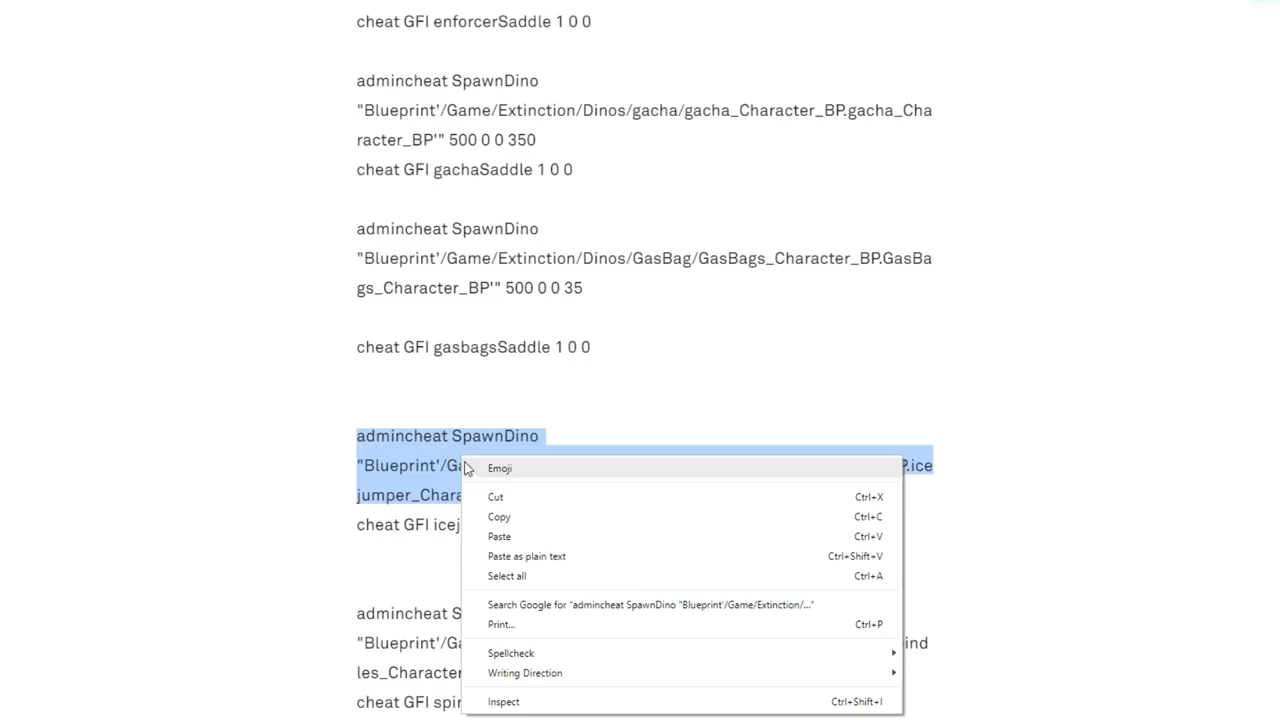 cheat GFI enforcerSaddle 1 0 0
admincheat SpawnDino
"Blueprint'/Game/Extinction/Dinos/gacha/gacha_Character_BP.gacha_Cha
racter_BP'" 500 0 0 350
cheat GFI gachaSaddle 1 0 0
admincheat SpawnDino
"Blueprint'/Game/Extinction/Dinos/GasBag/GasBags_Character_BP.GasBa
gs_Character_BP'" 500 0 0 35
cheat GFI gasbagsSaddle 1 0 0
admincheat SpawnDino
"Blueprint'/Ga P.ice
jumper_Chara
cheat GFI icej
admincheat S
"Blueprint'/Ga ind
les_Character
cheat GFI spin
Emoji
Cut Ctrl+X
Copy Ctrl+C
Paste Ctrl+V
Paste as plain text Ctrl+Shift+V
Select all Ctrl+A
Search Google for "admincheat SpawnDino "Blueprint'/Game/Extinction/..."
Print... Ctrl+P
Spellcheck
Writing Direction
Inspect Ctrl+Shift+I